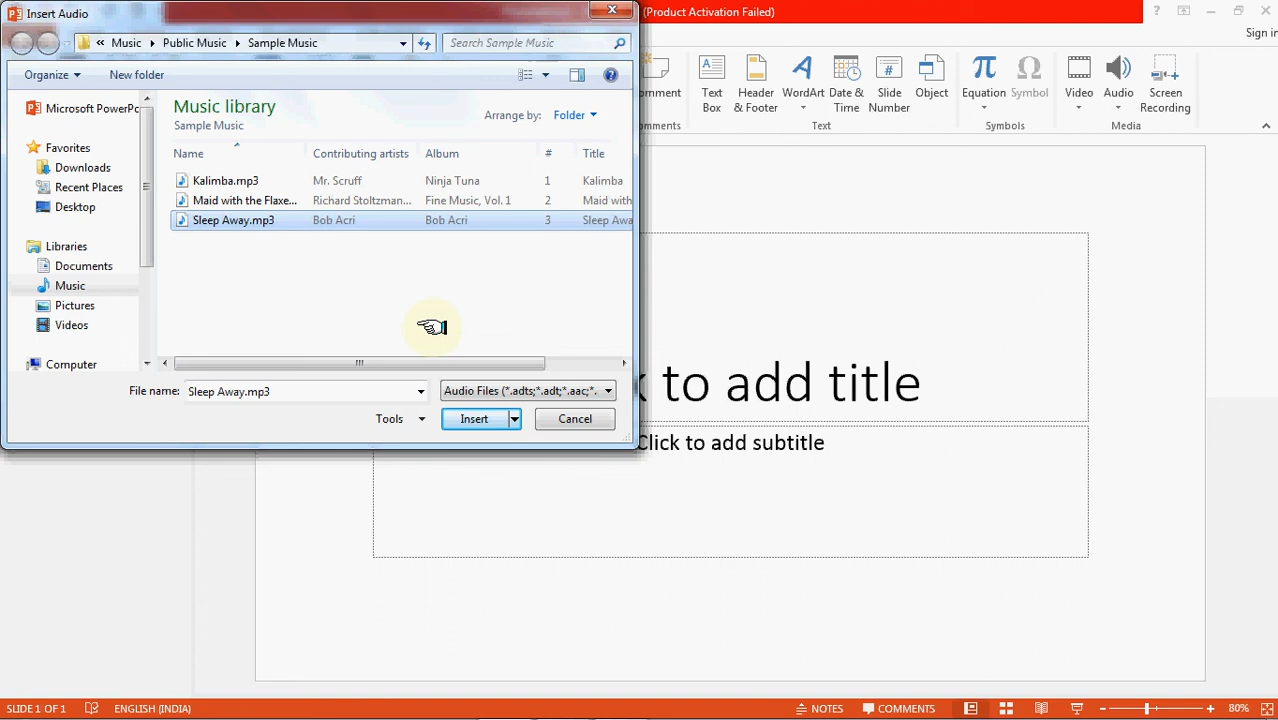 Insert Audio
(Product Activation Failed)
Sign in
« Music Public Music Sample Music
Search Sample Music
Organize New folder
Microsoft PowerPo
Favorites
Downloads
Recent Places
Desktop
Libraries
Documents
Music
Pictures
Videos
Computer
Music library
Sample Music
Arrange by: Folder
Name Contributing artists Album # Title
Kalimba.mp3 Mr. Scruff Ninja Tuna 1 Kalimba
Maid with the Flaxe... Richard Stoltzman... Fine Music, Vol. 1 2 Maid with
Sleep Away.mp3 Bob Acri Bob Acri 3 Sleep Awa
File name: Sleep Away.mp3 Audio Files (*.adts;*.adt;*.aac;*.
Tools Insert Cancel
omment
Text Box
Header & Footer
WordArt
Date & Time
Slide Number
Object
Equation
Symbol
Video
Audio
Screen Recording
omments Text Symbols Media
k to add title
Click to add subtitle
SLIDE 1 OF 1 ENGLISH (INDIA) NOTES COMMENTS 80%